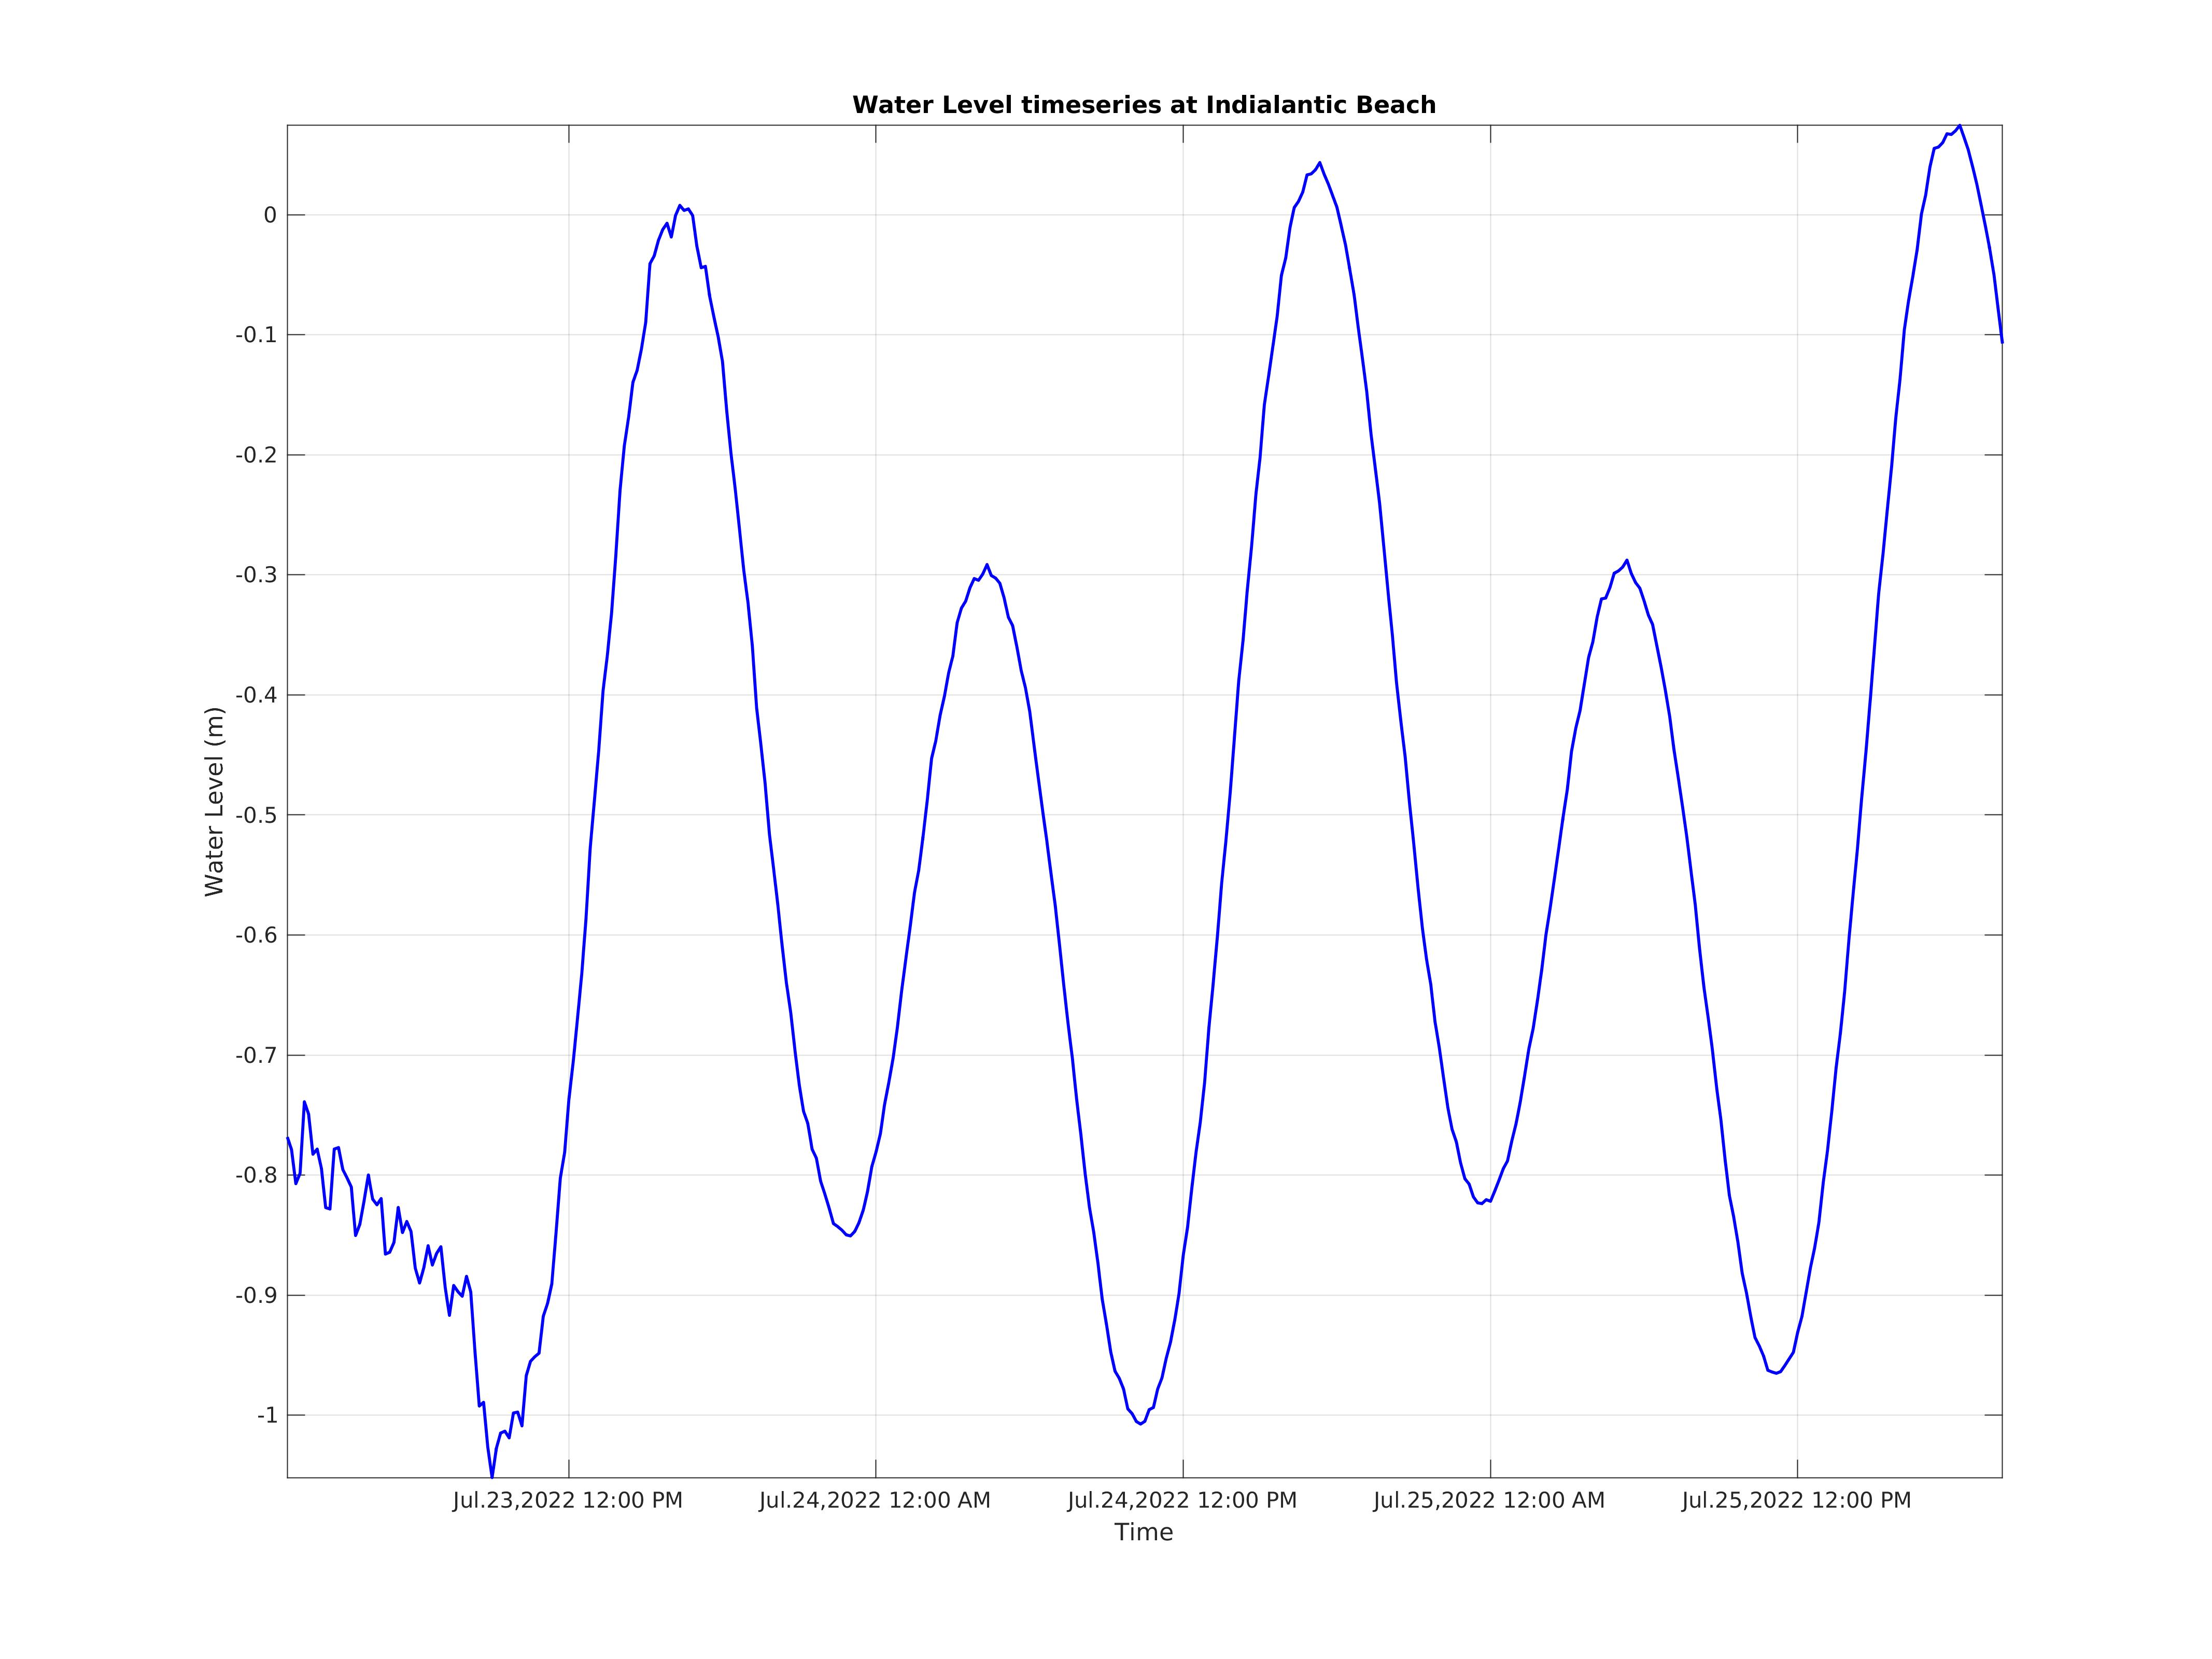 Water Level timeseries at Indialantic Beach
0
-0.1
-0.2
-0.3
-0.4
-0.5
-0.6
-0.7
-0.8
-0.9
-1
Water Level (m)
Jul.23,2022 12:00 PM
Jul.24,2022 12:00 AM
Jul.24,2022 12:00 PM
Jul.25,2022 12:00 AM
Jul.25,2022 12:00 PM
Time